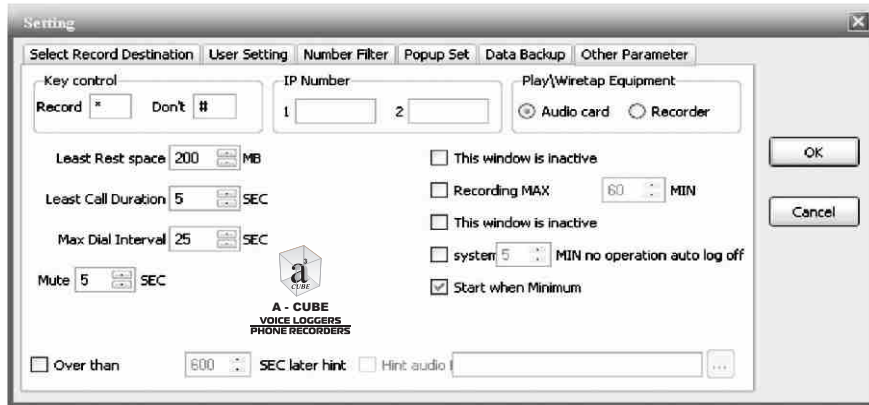 Setting
Select Record Destination User Setting Number Filter Popup Set Data Backup Other Parameter
Key control IP Number Play\Wiretap Equipment
Record * Don't # 1 2 Audio card Recorder
Least Rest space 200 MB This window is inactive OK
Least Call Duration 5 SEC Recording MAX 60 MIN
This window is inactive Cancel
Max Dial Interval 25 SEC
system 5 MIN no operation auto log off
Mute 5 SEC Start when Minimum
a3
CUBE
A - CUBE
VOICE LOGGERS
PHONE RECORDERS
Over than 600 SEC later hint Hint audio ...